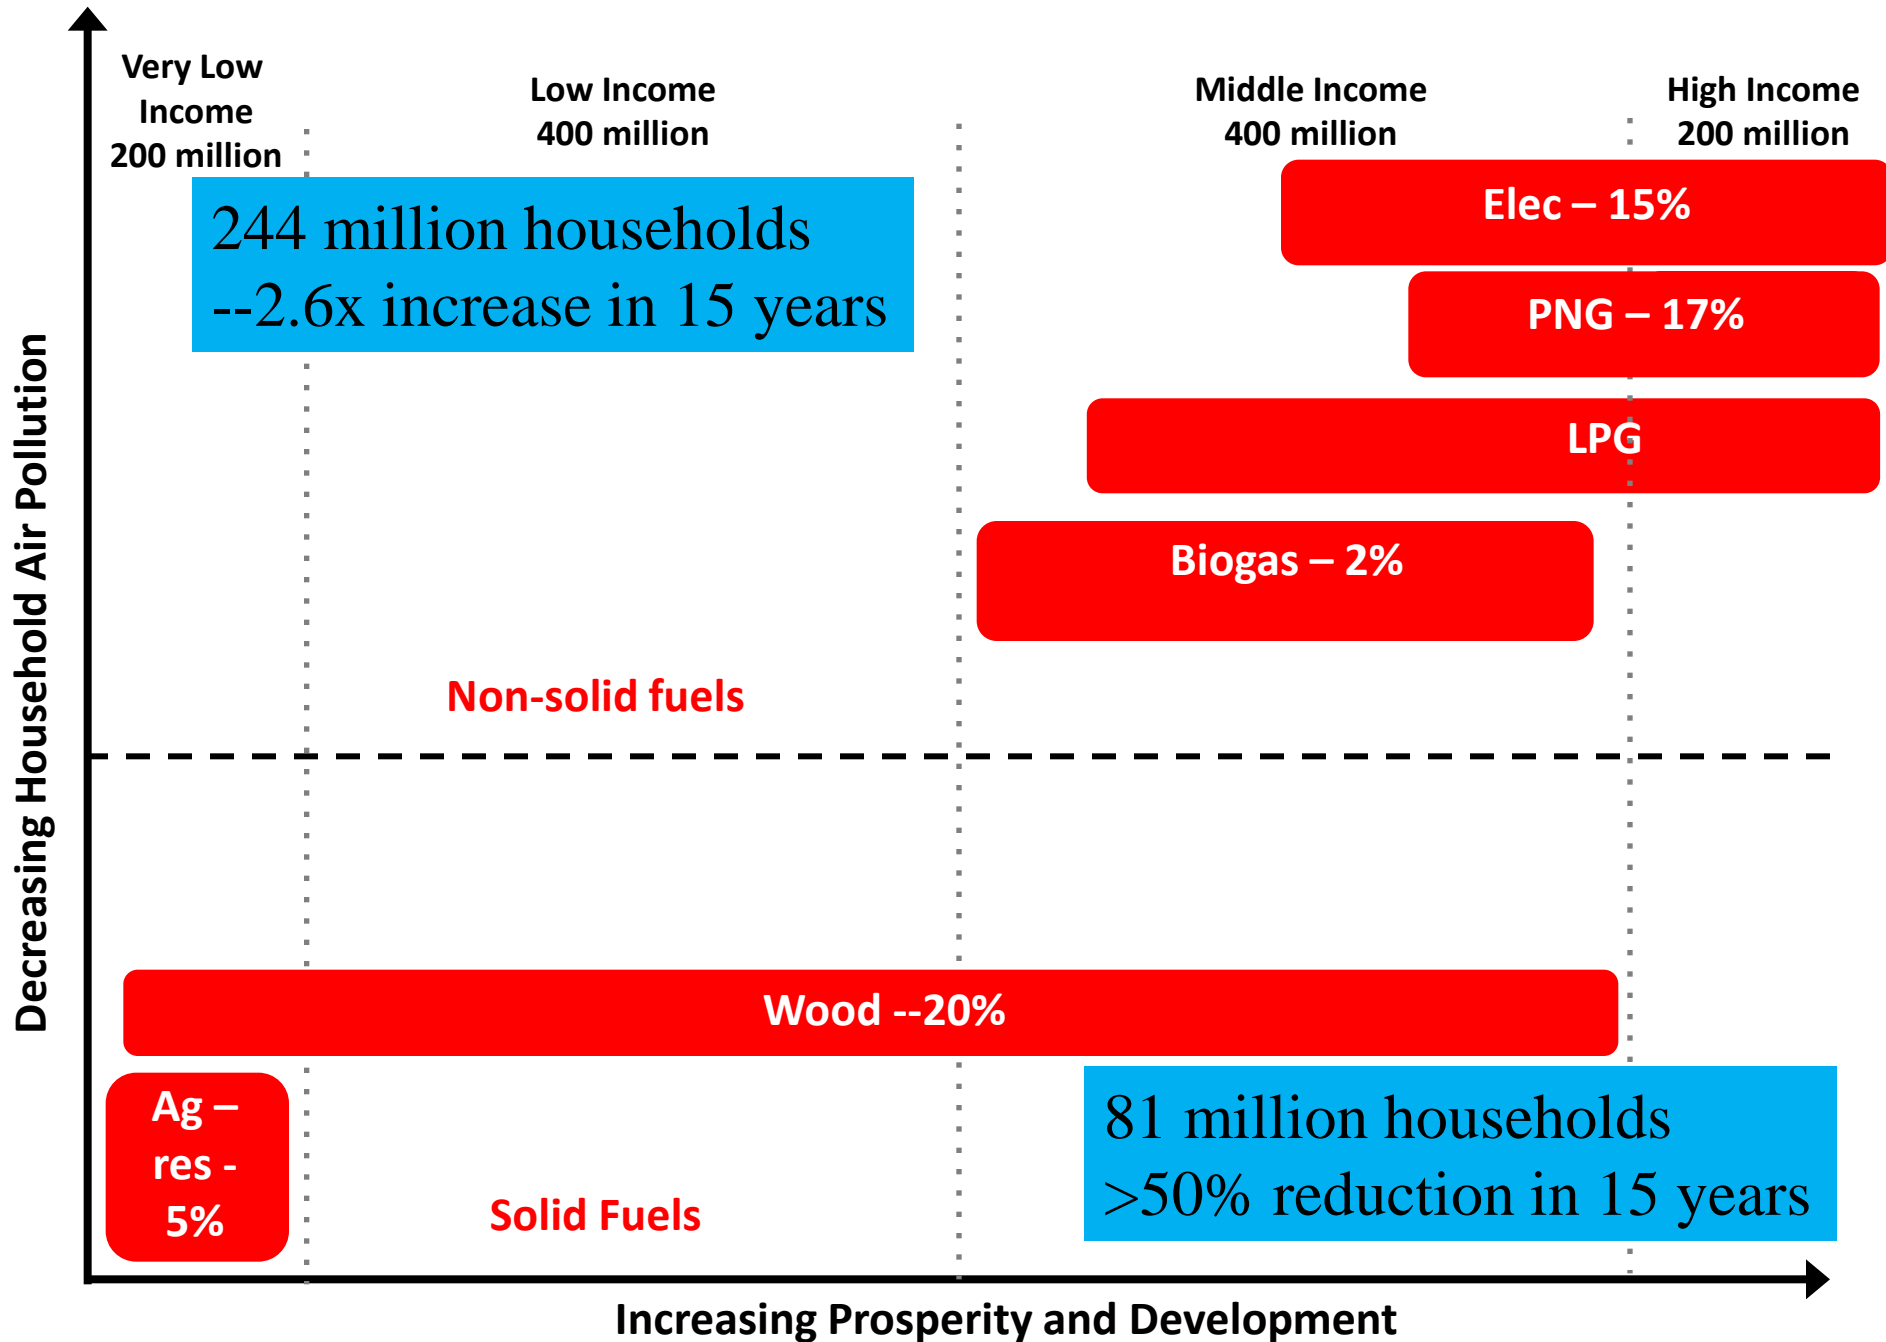 Very Low
Income
200 million
Low Income
400 million
Middle Income
400 million
High Income
200 million
244 million households
--2.6x increase in 15 years
Elec – 15%
PNG – 17%
LPG
Biogas – 2%
Non-solid fuels
Decreasing Household Air Pollution
Wood --20%
Ag –
res -
5%
Solid Fuels
81 million households
>50% reduction in 15 years
Increasing Prosperity and Development